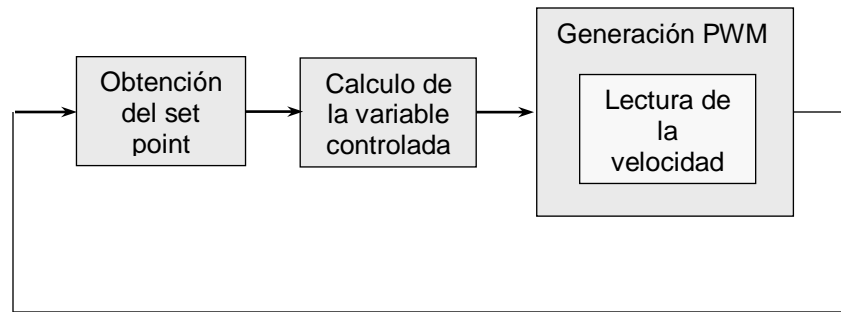 Obtención
del set
point
Calculo de
la variable
controlada
Generación PWM
Lectura de
la
velocidad